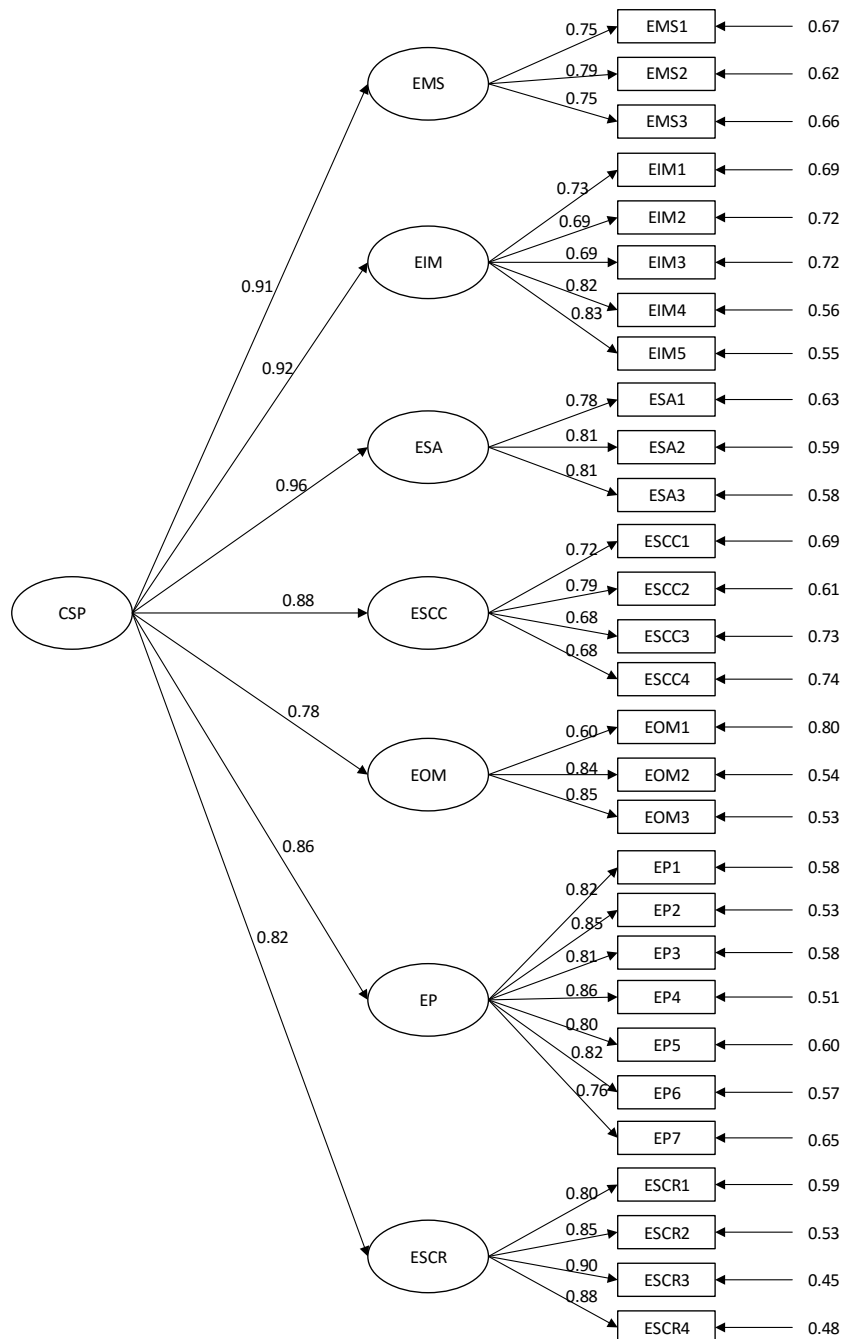 CSP
0.91
0.92
0.96
0.88
0.78
0.86
0.82
EMS
0.75 EMS1 0.67
0.79 EMS2 0.62
0.75 EMS3 0.66
EIM
0.73 EIM1 0.69
0.69 EIM2 0.72
0.69 EIM3 0.72
0.82 EIM4 0.56
0.83 EIM5 0.55
ESA
0.78 ESA1 0.63
0.81 ESA2 0.59
0.81 ESA3 0.58
ESCC
0.72 ESCC1 0.69
0.79 ESCC2 0.61
0.68 ESCC3 0.73
0.68 ESCC4 0.74
EOM
0.60 EOM1 0.80
0.84 EOM2 0.54
0.85 EOM3 0.53
EP
0.82 EP1 0.58
0.85 EP2 0.53
0.81 EP3 0.58
0.86 EP4 0.51
0.80 EP5 0.60
0.82 EP6 0.57
0.76 EP7 0.65
ESCR
0.80 ESCR1 0.59
0.85 ESCR2 0.53
0.90 ESCR3 0.45
0.88 ESCR4 0.48